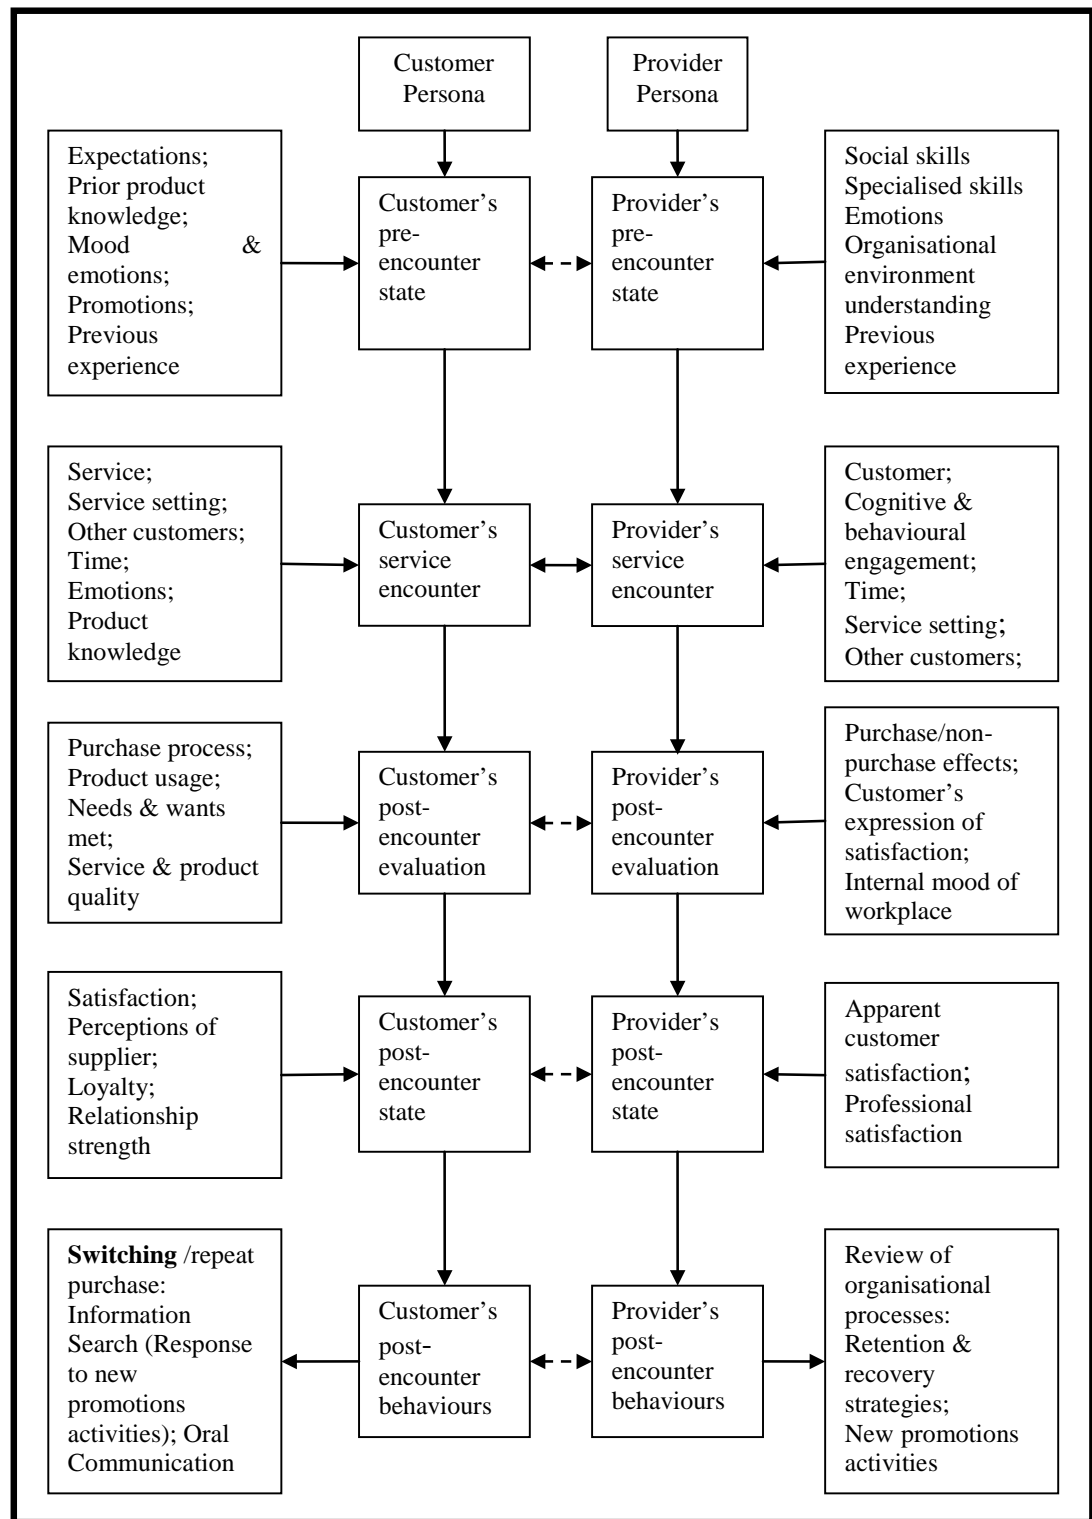 Customer
Persona
Provider
Persona
Expectations;
Prior product
knowledge;
Mood &
emotions;
Promotions;
Previous
experience
Customer’s
pre-
encounter
state
Provider’s
pre-
encounter
state
Social skills
Specialised skills
Emotions
Organisational
environment
understanding
Previous
experience
Service;
Service setting;
Other customers;
Time;
Emotions;
Product
knowledge
Customer’s
service
encounter
Provider’s
service
encounter
Customer;
Cognitive &
behavioural
engagement;
Time;
Service setting;
Other customers;
Purchase process;
Product usage;
Needs & wants
met;
Service & product
quality
Customer’s
post-
encounter
evaluation
Provider’s
post-
encounter
evaluation
Purchase/non-
purchase effects;
Customer’s
expression of
satisfaction;
Internal mood of
workplace
Satisfaction;
Perceptions of
supplier;
Loyalty;
Relationship
strength
Customer’s
post-
encounter
state
Provider’s
post-
encounter
state
Apparent
customer
satisfaction;
Professional
satisfaction
Switching /repeat
purchase:
Information
Search (Response
to new
promotions
activities); Oral
Communication
Customer’s
post-
encounter
behaviours
Provider’s
post-
encounter
behaviours
Review of
organisational
processes:
Retention &
recovery
strategies;
New promotions
activities